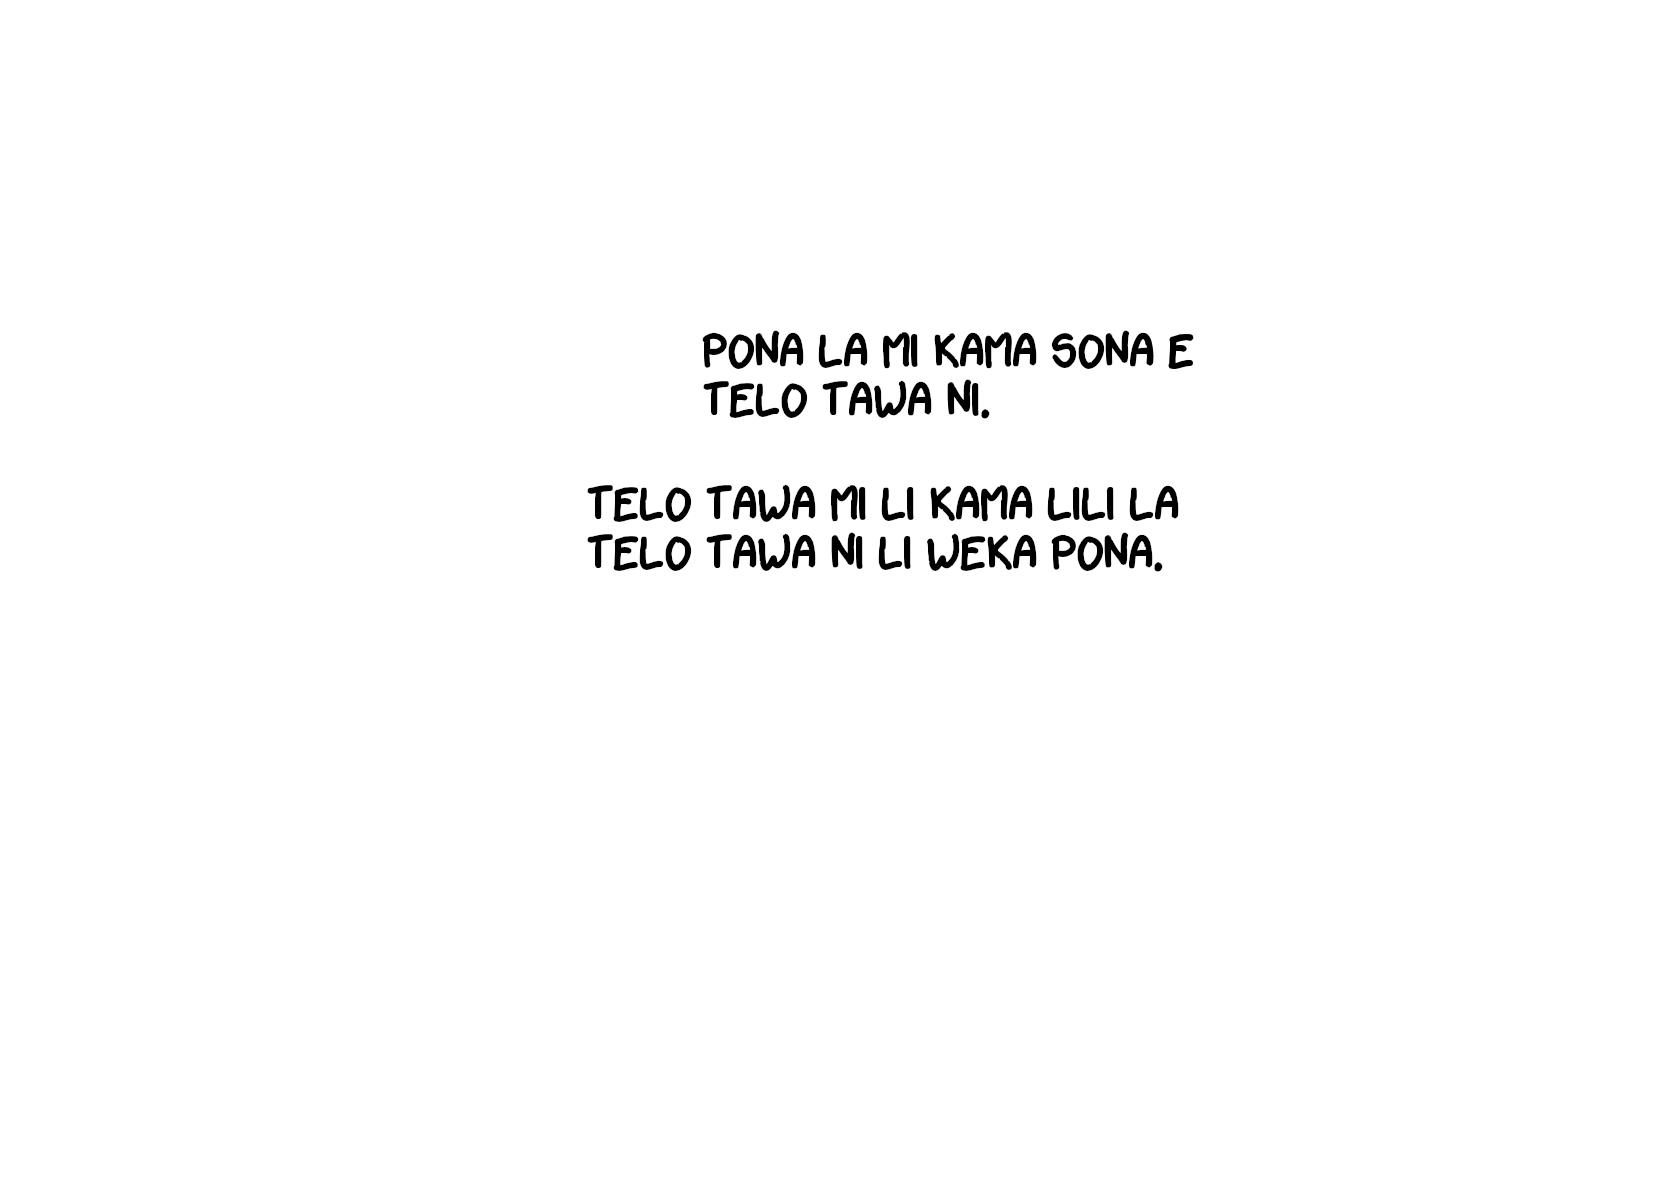 PONA LA MI KAMA SONA E
TELO TAWA NI.
TELO TAWA MI LI KAMA LILI LA
TELO TAWA NI LI WEKA PONA.